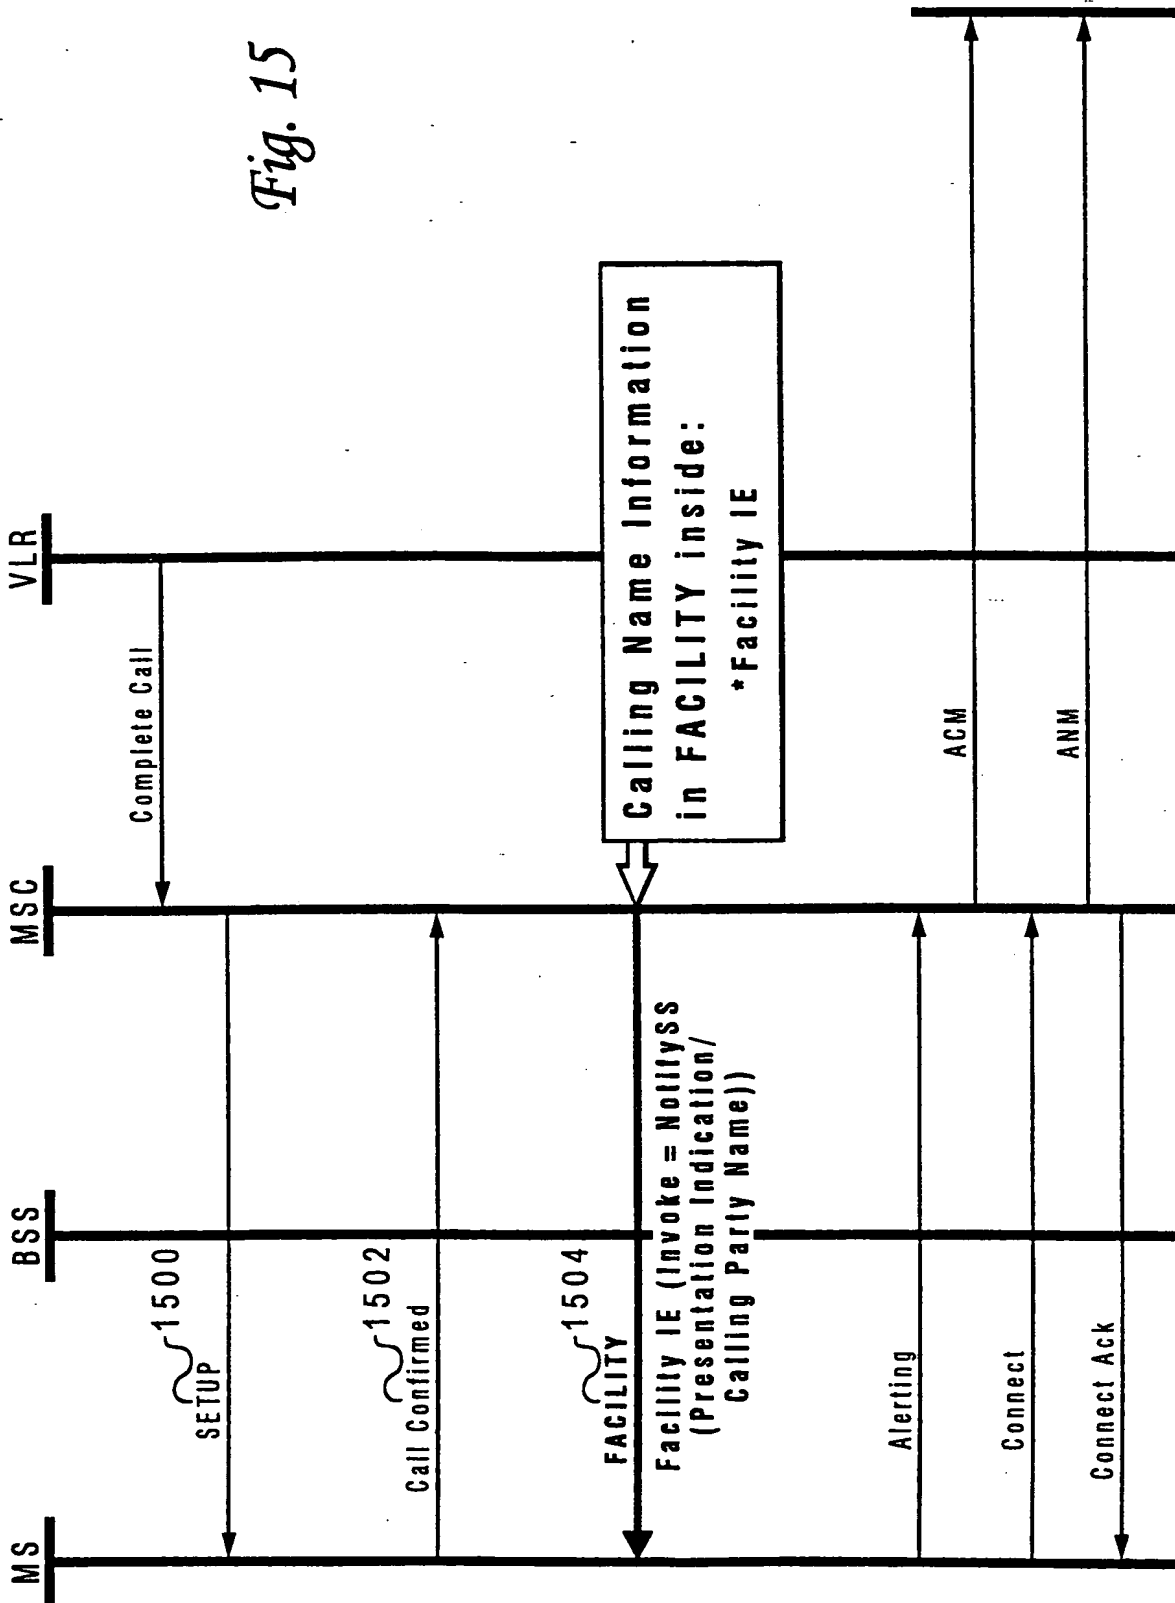 MS
BSS
MSC
VLR
Complete Call
1500
SETUP
1502
Call Confirmed
1504
FACILITY
Facility IE (Invoke = NotifySS
(Presentation Indication/
Calling Party Name))
Calling Name Information
in FACILITY inside:
*Facility IE
Alerting
ACM
Connect
ANM
Connect Ack
Fig. 15